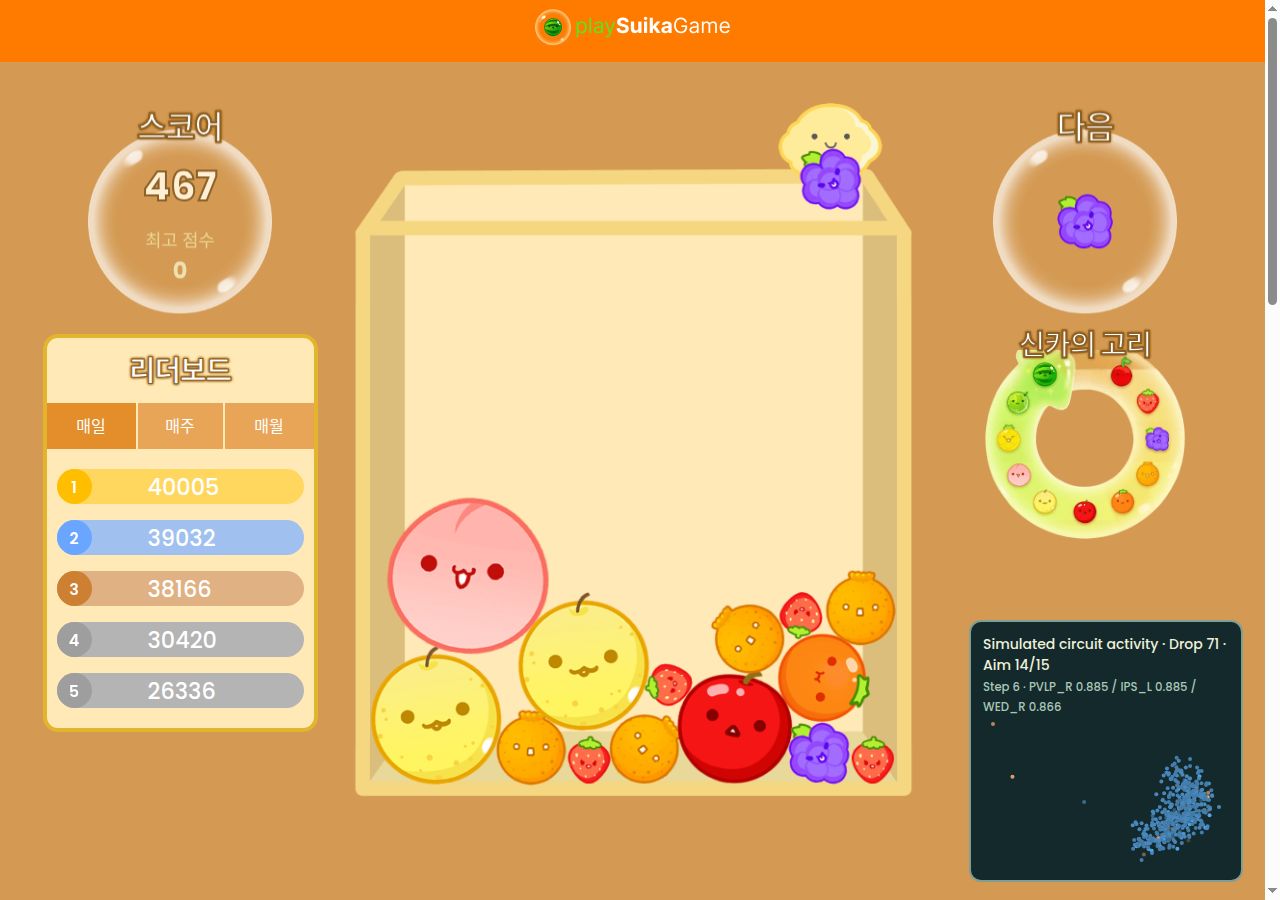 playSuikaGame
스코어
467
최고 점수
0
리더보드
매일 매주 매월
1 40005
2 39032
3 38166
4 30420
5 26336
다음
신카의 고리
Simulated circuit activity · Drop 71 ·
Aim 14/15
Step 6 · PVLP_R 0.885 / IPS_L 0.885 /
WED_R 0.866